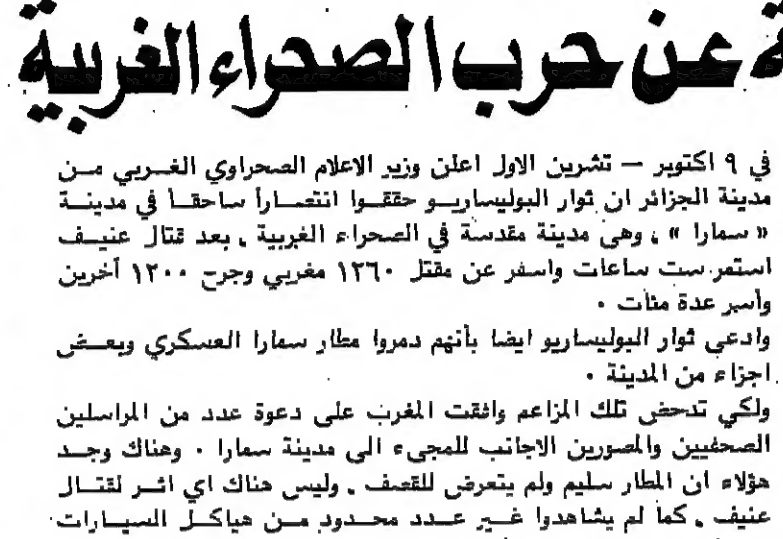 ة عن حرب الصحراء الغربية
في ٩ اكتوبر — تشرين الاول اعلن وزير الاعلام الصحراوي الغربي من
مدينة الجزائر ان ثوار البوليساريو حققوا انتصاراً ساحقاً في مدينة
« سمارا » ، وهى مدينة مقدسة في الصحراء الغربية ، بعد قتال عنيف
استمر ست ساعات واسفر عن مقتل ١٢٦٠ مغربي وجرح ١٢٠٠ آخرين
وأسر عدة مئات ٠
وادعى ثوار البوليساريو ايضا بأنهم دمروا مطار سمارا العسكري وبعض
اجزاء من المدينة ٠
ولكي تدحض تلك المزاعم وافقت المغرب على دعوة عدد من المراسلين
الصحفيين والمصورين الاجانب للمجىء الى مدينة سمارا ٠ وهناك وجد
هؤلاء ان المطار سليم ولم يتعرض للقصف ، وليس هناك اي اثر لقتال
عنيف ، كما لم يشاهدوا غير عدد محدود من هياكل السيارات